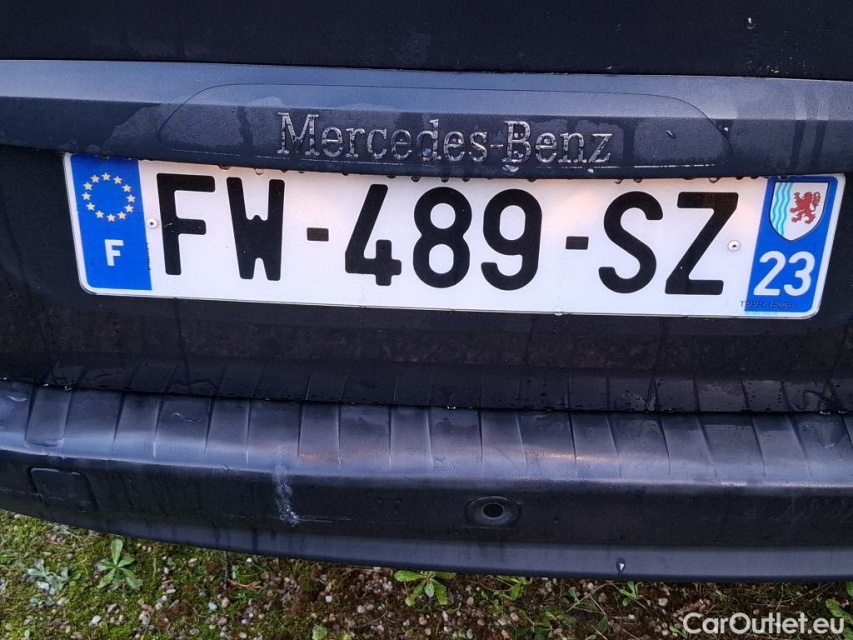 Mercedes-Benz
F FW-489-SZ 23
CarOutlet.eu